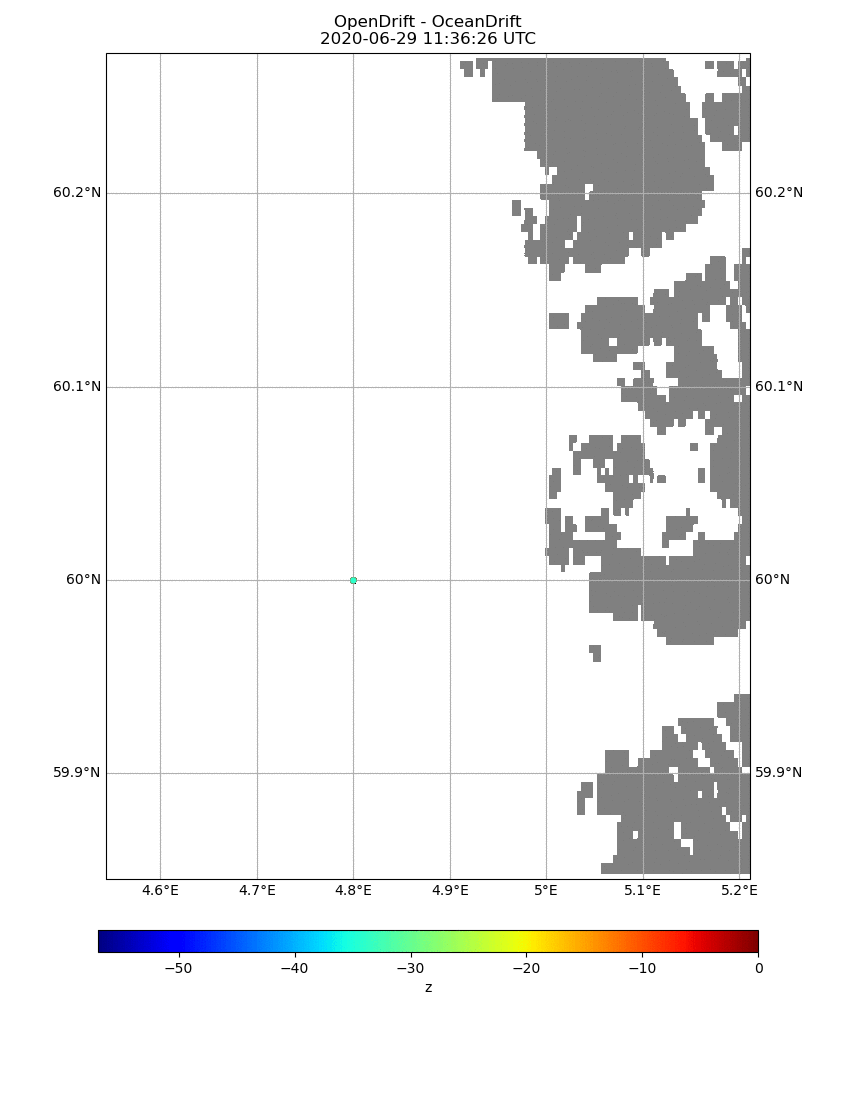 OpenDrift - OceanDrift
2020-06-29 11:36:26 UTC
60.2°N 60.2°N
60.1°N 60.1°N
60°N 60°N
59.9°N 59.9°N
4.6°E 4.7°E 4.8°E 4.9°E 5°E 5.1°E 5.2°E
−50 −40 −30 −20 −10 0
z